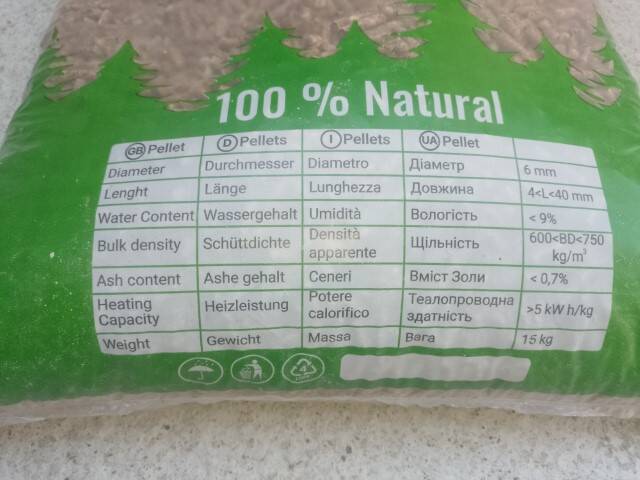 100 % Natural
GB Pellet D Pellets I Pellets UA Pellet
Diameter Durchmesser Diametro Діаметр 6 mm
Lenght Länge Lunghezza Довжина 4<L<40 mm
Water Content Wassergehalt Umidità Вологість < 9%
Bulk density Schüttdichte Densità apparente Щільність 600<BD<750 kg/m³
Ash content Ashe gehalt Ceneri Вміст Золи < 0,7%
Heating Capacity Heizleistung Potere calorifico Теалопроводна здатність >5 kW h/kg
Weight Gewicht Massa Вага 15 kg
4